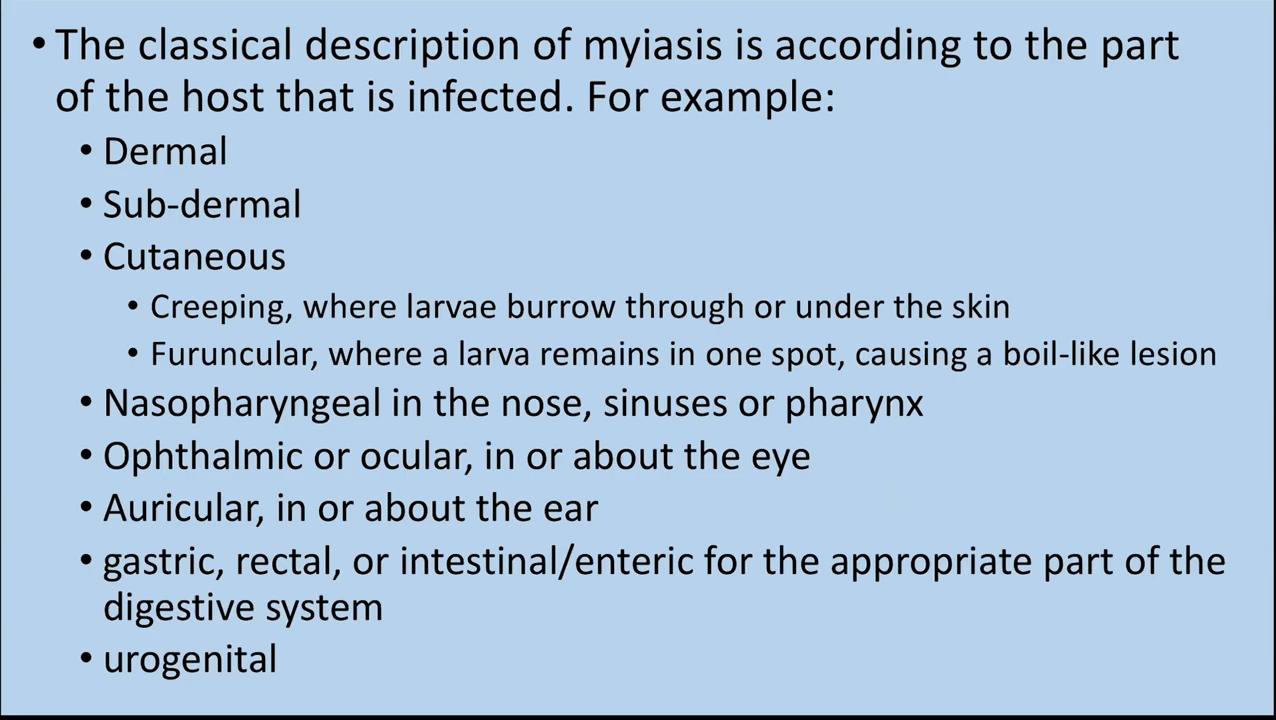 • The classical description of myiasis is according to the part
of the host that is infected. For example:
• Dermal
• Sub-dermal
• Cutaneous
• Creeping, where larvae burrow through or under the skin
• Furuncular, where a larva remains in one spot, causing a boil-like lesion
• Nasopharyngeal in the nose, sinuses or pharynx
• Ophthalmic or ocular, in or about the eye
• Auricular, in or about the ear
• gastric, rectal, or intestinal/enteric for the appropriate part of the
digestive system
• urogenital